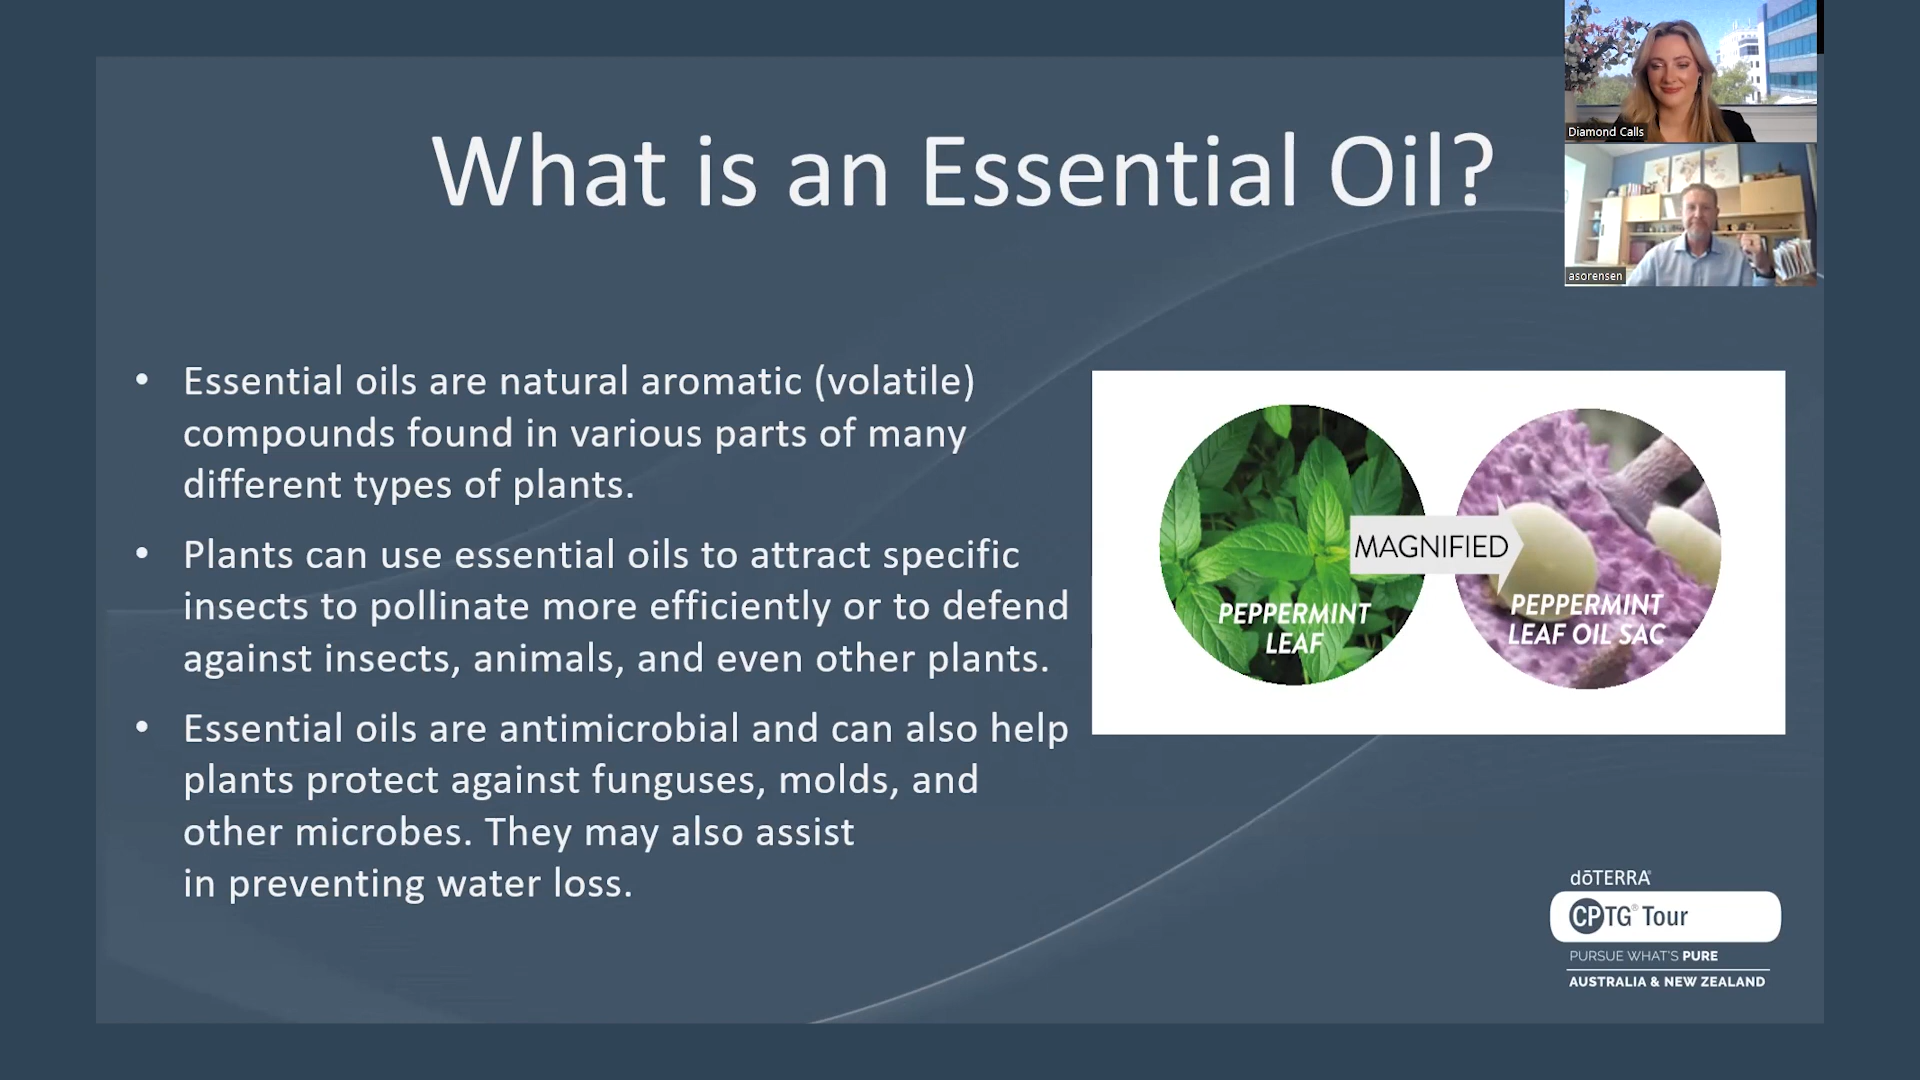 What is an Essential Oil?
Diamond Calls
asorensen
• Essential oils are natural aromatic (volatile)
compounds found in various parts of many
different types of plants.
• Plants can use essential oils to attract specific
insects to pollinate more efficiently or to defend
against insects, animals, and even other plants.
• Essential oils are antimicrobial and can also help
plants protect against funguses, molds, and
other microbes. They may also assist
in preventing water loss.
MAGNIFIED
PEPPERMINT
LEAF
PEPPERMINT
LEAF OIL SAC
dōTERRA®
CPTG® Tour
PURSUE WHAT'S PURE
AUSTRALIA & NEW ZEALAND